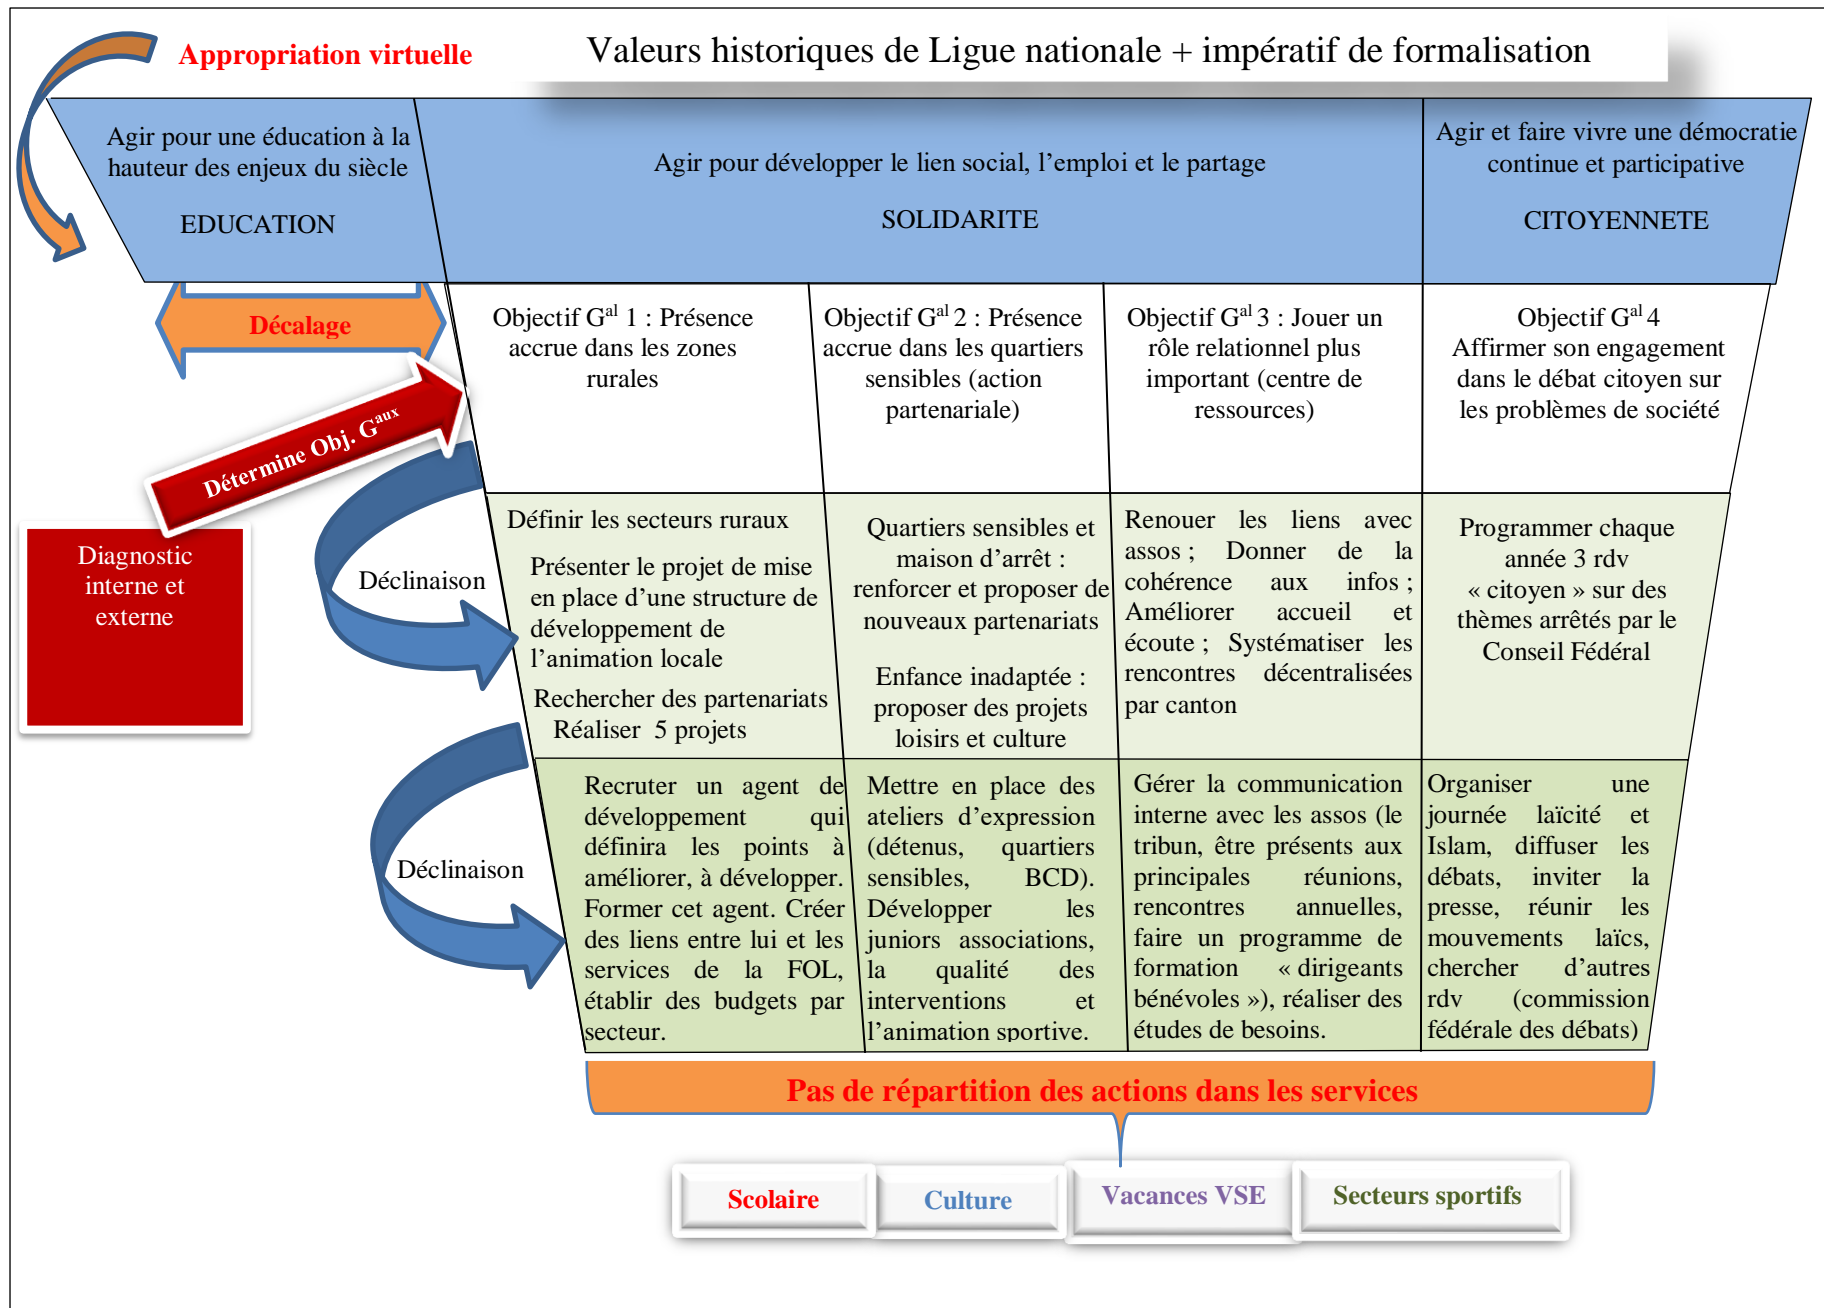 Appropriation virtuelle
Valeurs historiques de Ligue nationale + impératif de formalisation
Agir pour une éducation à la
hauteur des enjeux du siècle
EDUCATION
Agir pour développer le lien social, l’emploi et le partage
SOLIDARITE
Agir et faire vivre une démocratie
continue et participative
CITOYENNETE
Décalage
Objectif Gal 1 : Présence
accrue dans les zones
rurales
Objectif Gal 2 : Présence
accrue dans les quartiers
sensibles (action
partenariale)
Objectif Gal 3 : Jouer un
rôle relationnel plus
important (centre de
ressources)
Objectif Gal 4
Affirmer son engagement
dans le débat citoyen sur
les problèmes de société
Détermine Obj. Gaux
Diagnostic
interne et
externe
Déclinaison
Définir les secteurs ruraux
Présenter le projet de mise
en place d’une structure de
développement de
l’animation locale
Rechercher des partenariats
Réaliser 5 projets
Quartiers sensibles et
maison d’arrêt :
renforcer et proposer de
nouveaux partenariats
Enfance inadaptée :
proposer des projets
loisirs et culture
Renouer les liens avec
assos ; Donner de la
cohérence aux infos ;
Améliorer accueil et
écoute ; Systématiser les
rencontres décentralisées
par canton
Programmer chaque
année 3 rdv
« citoyen » sur des
thèmes arrêtés par le
Conseil Fédéral
Déclinaison
Recruter un agent de
développement qui
définira les points à
améliorer, à développer.
Former cet agent. Créer
des liens entre lui et les
services de la FOL,
établir des budgets par
secteur.
Mettre en place des
ateliers d’expression
(détenus, quartiers
sensibles, BCD).
Développer les
juniors associations,
la qualité des
interventions et
l’animation sportive.
Gérer la communication
interne avec les assos (le
tribun, être présents aux
principales réunions,
rencontres annuelles,
faire un programme de
formation « dirigeants
bénévoles »), réaliser des
études de besoins.
Organiser une
journée laïcité et
Islam, diffuser les
débats, inviter la
presse, réunir les
mouvements laïcs,
chercher d’autres
rdv (commission
fédérale des débats)
Pas de répartition des actions dans les services
Scolaire
Culture
Vacances VSE
Secteurs sportifs